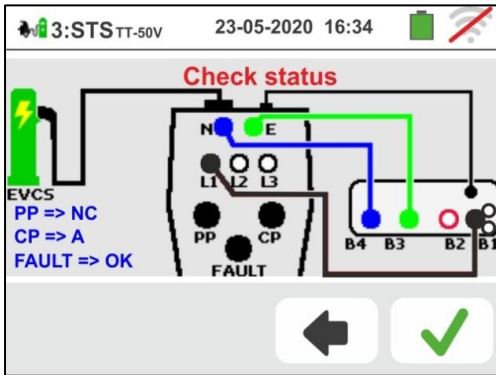 3:STS TT-50V 23-05-2020 16:34
Check status
N E
L1 L2 L3
EVCS
PP => NC
CP => A
FAULT => OK
PP CP
FAULT
B4 B3 B2 B1